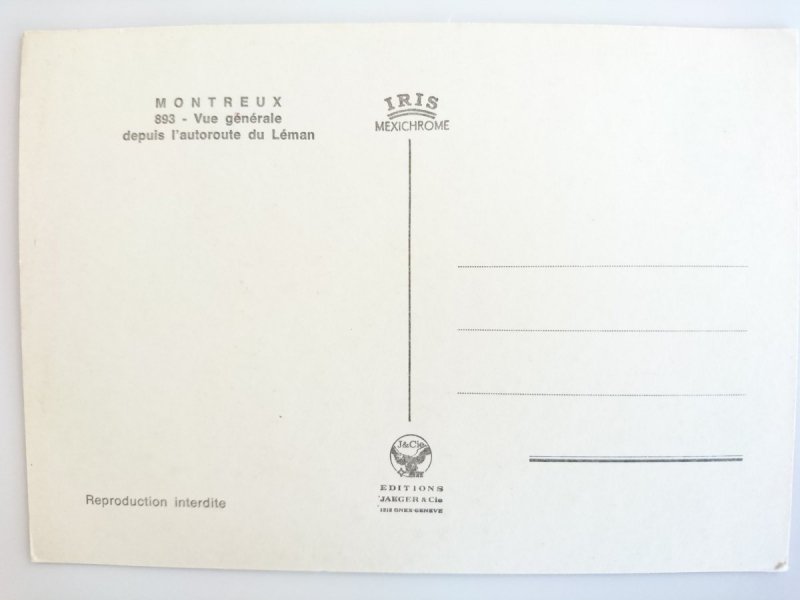 MONTREUX
893 - Vue générale
depuis l'autoroute du Léman
IRIS
MEXICHROME
J&Cie
EDITIONS
JAEGER & Cie
1213 ONEX-GENEVE
Reproduction interdite